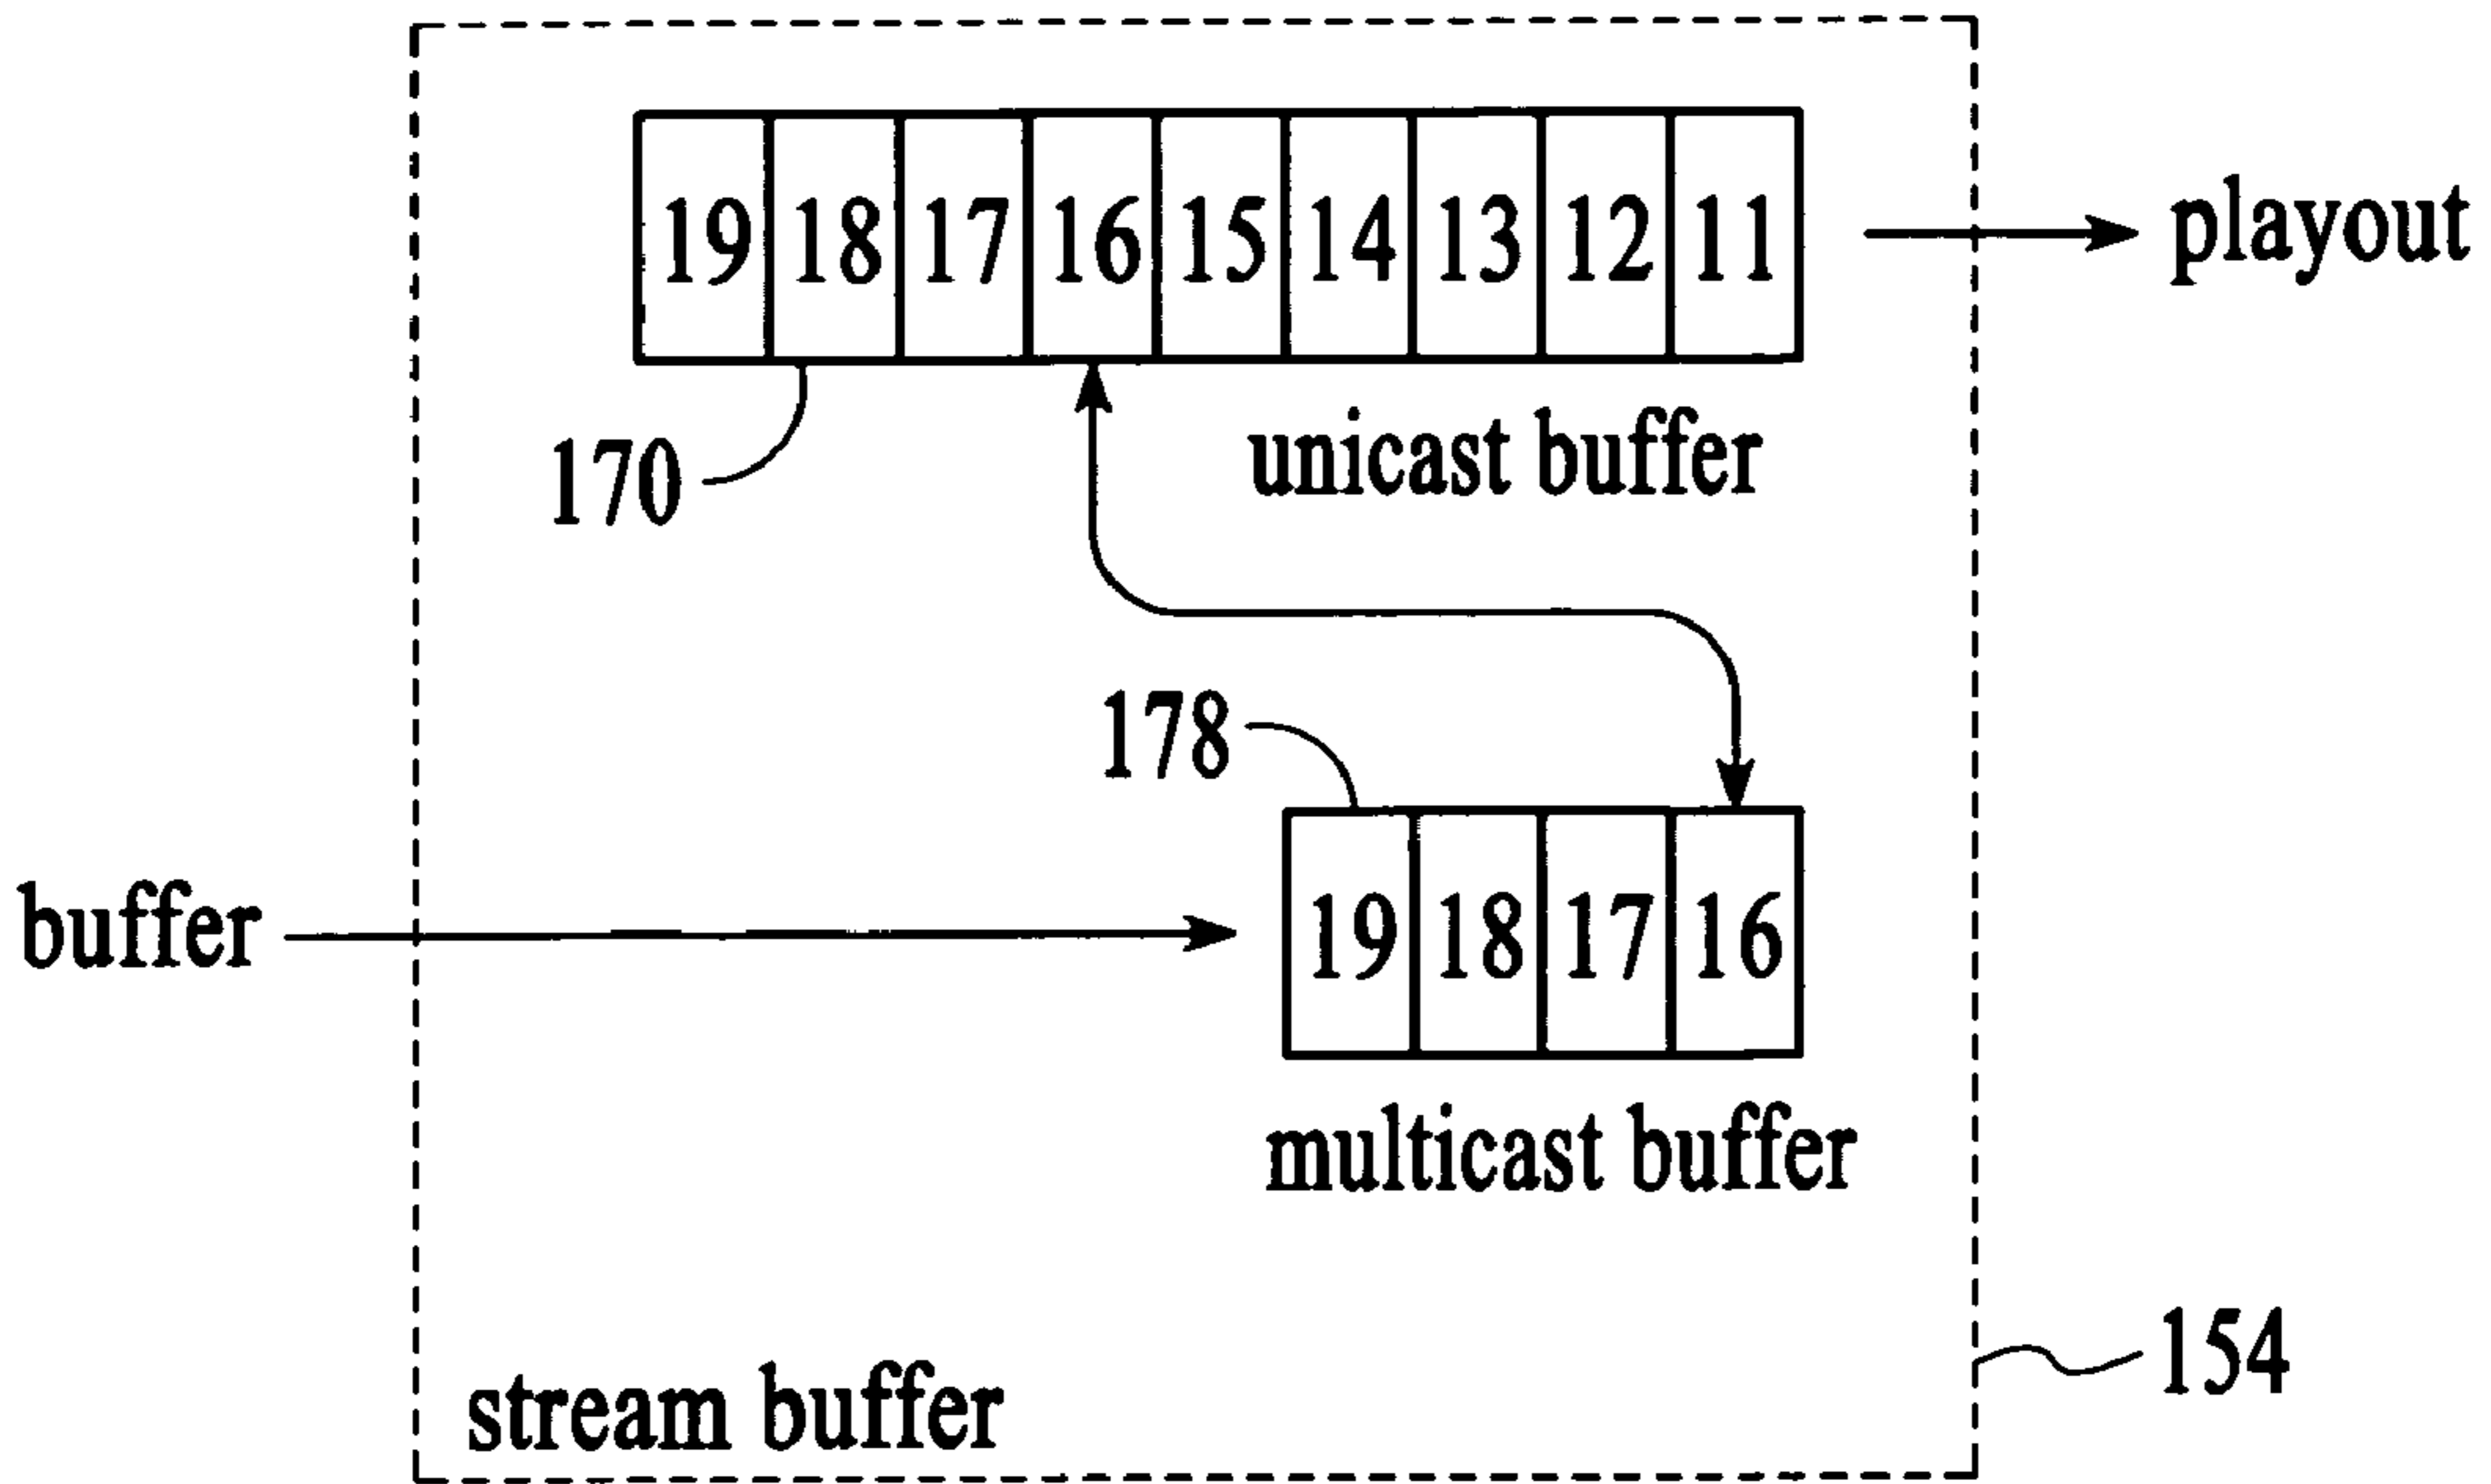 19 18 17 16 15 14 13 12 11
playout
170
unicast buffer
178
buffer
19 18 17 16
multicast buffer
154
stream buffer